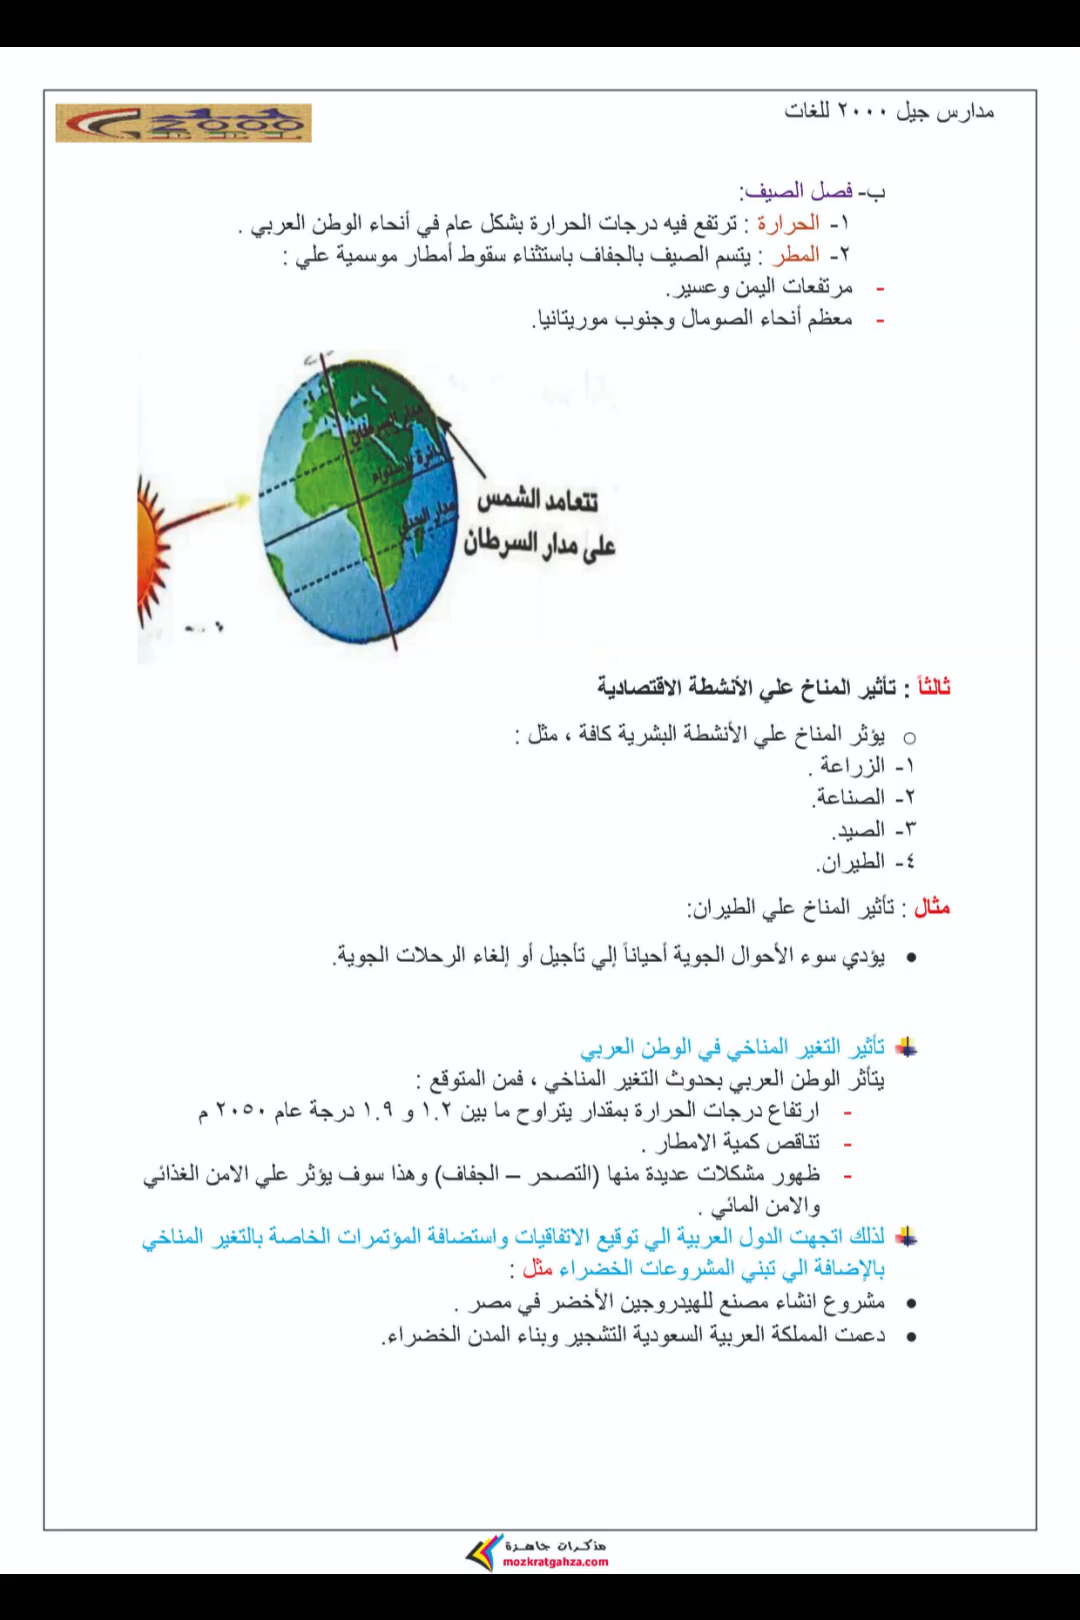 مدارس جيل ٢٠٠٠ للغات
2000
ب- فصل الصيف:
١- الحرارة : ترتفع فيه درجات الحرارة بشكل عام في أنحاء الوطن العربي .
٢- المطر : يتسم الصيف بالجفاف باستثناء سقوط أمطار موسمية علي :
- مرتفعات اليمن وعسير.
- معظم أنحاء الصومال وجنوب موريتانيا.
مدار السرطان
دائرة الاستواء
مدار الجدي
تتعامد الشمس
على مدار السرطان
ثالثاً : تأثير المناخ علي الأنشطة الاقتصادية
○ يؤثر المناخ علي الأنشطة البشرية كافة ، مثل :
١- الزراعة .
٢- الصناعة.
٣- الصيد.
٤- الطيران.
مثال : تأثير المناخ علي الطيران:
• يؤدي سوء الأحوال الجوية أحياناً إلي تأجيل أو إلغاء الرحلات الجوية.
تأثير التغير المناخي في الوطن العربي
يتأثر الوطن العربي بحدوث التغير المناخي ، فمن المتوقع :
- ارتفاع درجات الحرارة بمقدار يتراوح ما بين ١.٢ و ١.٩ درجة عام ٢٠٥٠ م
- تناقص كمية الامطار .
- ظهور مشكلات عديدة منها (التصحر – الجفاف) وهذا سوف يؤثر علي الامن الغذائي
والامن المائي .
لذلك اتجهت الدول العربية الي توقيع الاتفاقيات واستضافة المؤتمرات الخاصة بالتغير المناخي
بالإضافة الي تبني المشروعات الخضراء مثل :
• مشروع انشاء مصنع للهيدروجين الأخضر في مصر .
• دعمت المملكة العربية السعودية التشجير وبناء المدن الخضراء.
مذكرات جاهزة
mozkratgahza.com